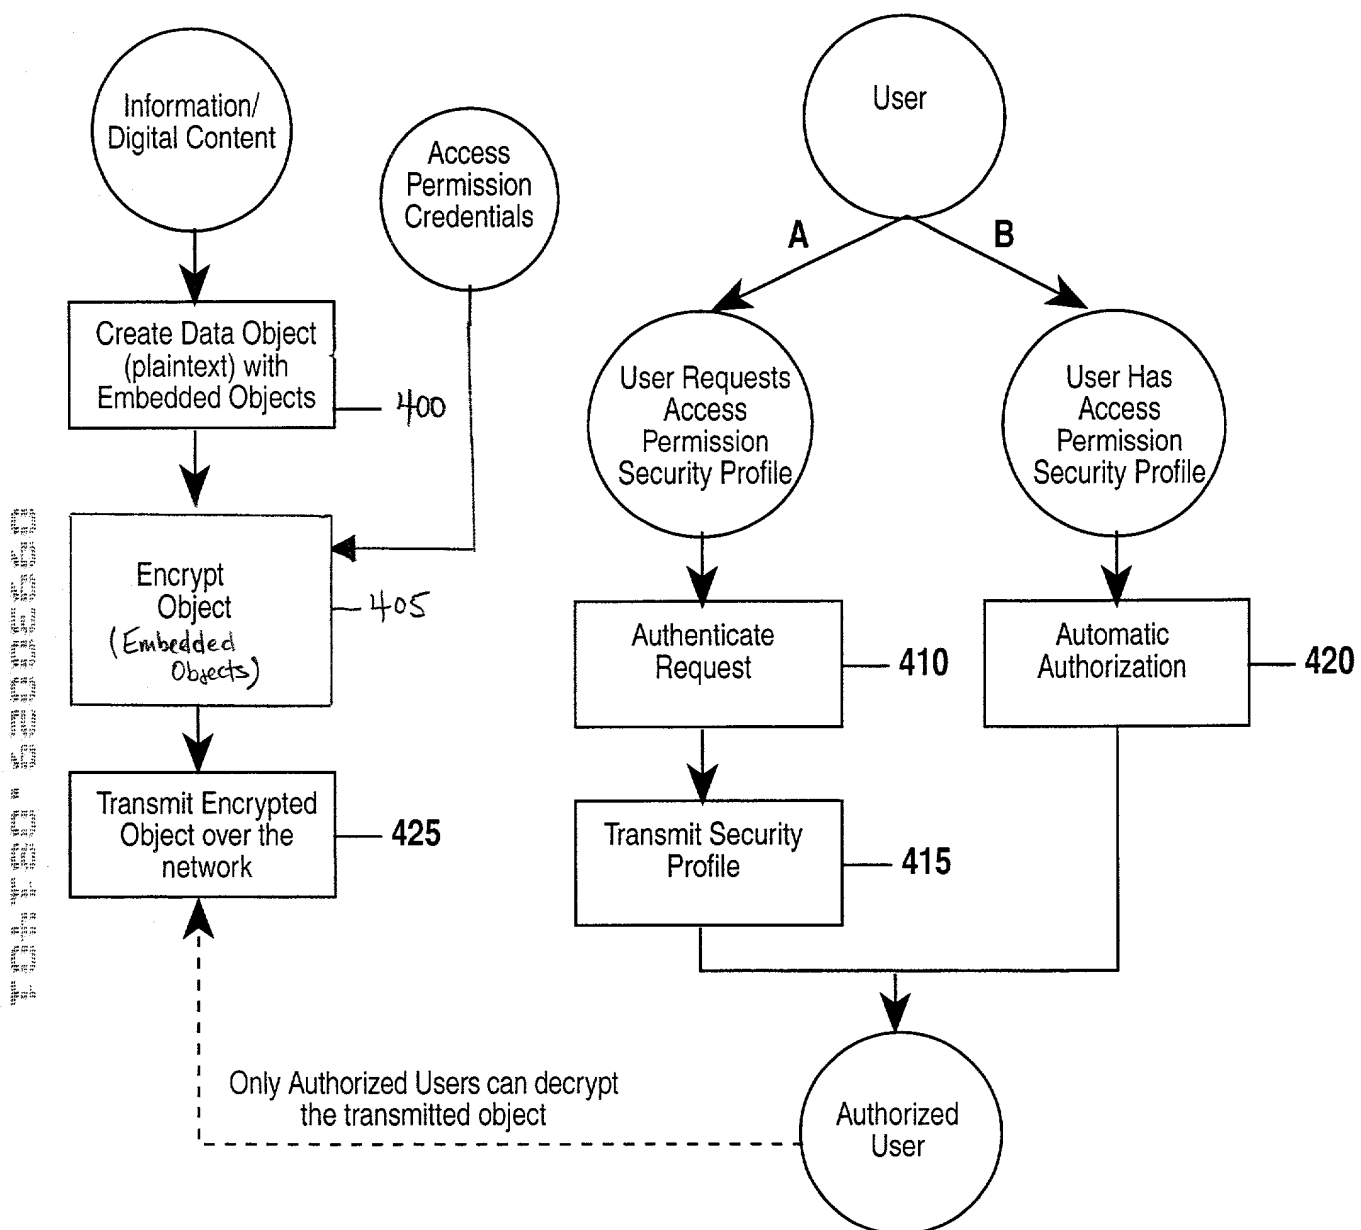 Information/
Digital Content
Access
Permission
Credentials
User
A
B
Create Data Object
(plaintext) with
Embedded Objects
400
User Requests
Access
Permission
Security Profile
User Has
Access
Permission
Security Profile
Encrypt
Object
(Embedded
Objects)
405
Authenticate
Request
410
Automatic
Authorization
420
Transmit Encrypted
Object over the
network
425
Transmit Security
Profile
415
Only Authorized Users can decrypt
the transmitted object
Authorized
User